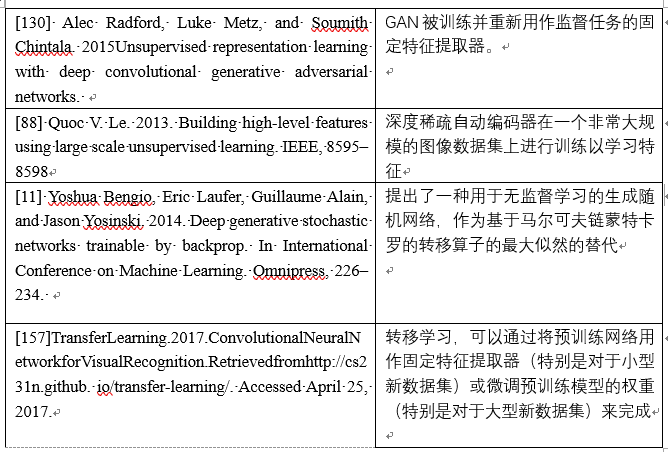 [130] Alec Radford, Luke Metz, and Soumith
Chintala. 2015Unsupervised representation learning
with deep convolutional generative adversarial
networks.
GAN 被训练并重新用作监督任务的固
定特征提取器。
[88] Quoc V. Le. 2013. Building high-level features
using large scale unsupervised learning. IEEE, 8595–
8598
深度稀疏自动编码器在一个非常大规
模的图像数据集上进行训练以学习特
征
[11] Yoshua Bengio, Eric Laufer, Guillaume Alain,
and Jason Yosinski. 2014. Deep generative stochastic
networks trainable by backprop. In International
Conference on Machine Learning. Omnipress, 226–
234.
提出了一种用于无监督学习的生成随
机网络，作为基于马尔可夫链蒙特卡
罗的转移算子的最大似然的替代
[157]TransferLearning.2017.ConvolutionalNeuralN
etworkforVisualRecognition.Retrievedfromhttp://cs2
31n.github. io/transfer-learning/. Accessed April 25,
2017.
转移学习，可以通过将预训练网络用
作固定特征提取器（特别是对于小型
新数据集）或微调预训练模型的权重
（特别是对于大型新数据集）来完成